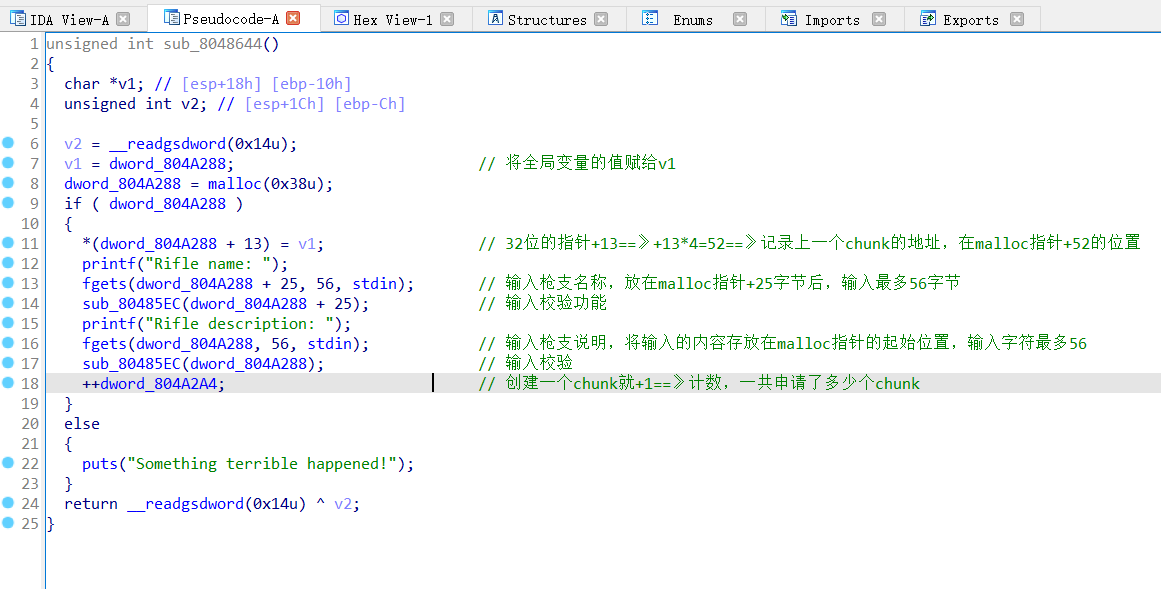 IDA View-A Pseudocode-A Hex View-1 Structures Enums Imports Exports
1 unsigned int sub_8048644()
2 {
3 char *v1; // [esp+18h] [ebp-10h]
4 unsigned int v2; // [esp+1Ch] [ebp-Ch]
5
6 v2 = __readgsdword(0x14u);
7 v1 = dword_804A288; // 将全局变量的值赋给v1
8 dword_804A288 = malloc(0x38u);
9 if ( dword_804A288 )
10 {
11 *(dword_804A288 + 13) = v1; // 32位的指针+13==》+13*4=52==》记录上一个chunk的地址，在malloc指针+52的位置
12 printf("Rifle name: ");
13 fgets(dword_804A288 + 25, 56, stdin); // 输入枪支名称，放在malloc指针+25字节后，输入最多56字节
14 sub_80485EC(dword_804A288 + 25); // 输入校验功能
15 printf("Rifle description: ");
16 fgets(dword_804A288, 56, stdin); // 输入枪支说明，将输入的内容存放在malloc指针的起始位置，输入字符最多56
17 sub_80485EC(dword_804A288); // 输入校验
18 ++dword_804A2A4; // 创建一个chunk就+1==》计数，一共申请了多少个chunk
19 }
20 else
21 {
22 puts("Something terrible happened!");
23 }
24 return __readgsdword(0x14u) ^ v2;
25 }